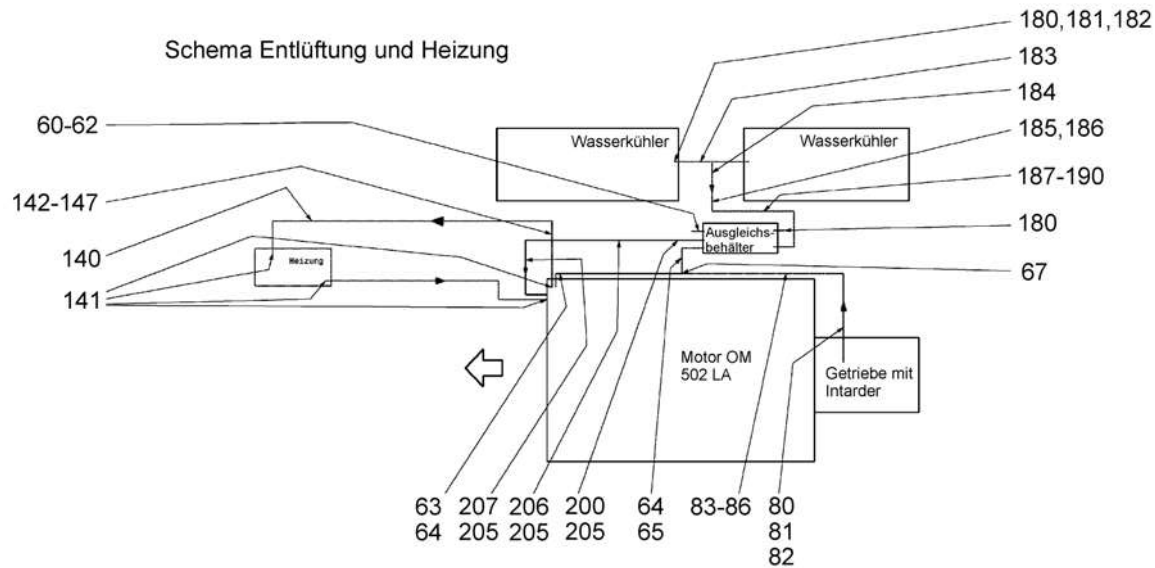 Schema Entlüftung und Heizung
180,181,182
183
184
185,186
187-190
180
67
60-62
142-147
140
141
Wasserkühler
Wasserkühler
Ausgleichs-
behälter
Heizung
Motor OM
502 LA
Getriebe mit
Intarder
63 207 206 200 64 83-86 80
64 205 205 205 65 81
82